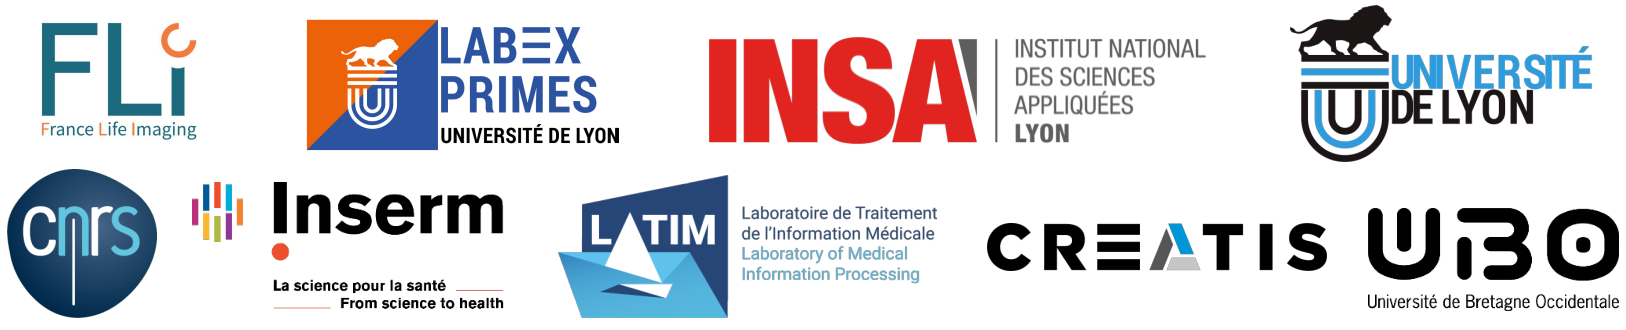 FLi
France Life Imaging
LABEX
PRIMES
UNIVERSITÉ DE LYON
INSA
INSTITUT NATIONAL
DES SCIENCES
APPLIQUÉES
LYON
UNIVERSITÉ
DE LYON
cnrs
Inserm
La science pour la santé
From science to health
LATIM
Laboratoire de Traitement
de l'Information Médicale
Laboratory of Medical
Information Processing
CREATIS
UBO
Université de Bretagne Occidentale